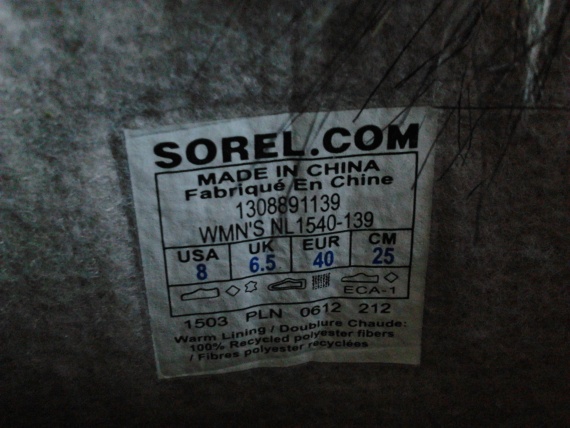 SOREL.COM
MADE IN CHINA
Fabriqué En Chine
1308891139
WMN'S NL1540-139
USA UK EUR CM
8 6.5 40 25
ECA-1
1503 PLN 0612 212
Warm Lining / Doublure Chaude:
100% Recycled polyester fibers
/ Fibres polyester recyclées